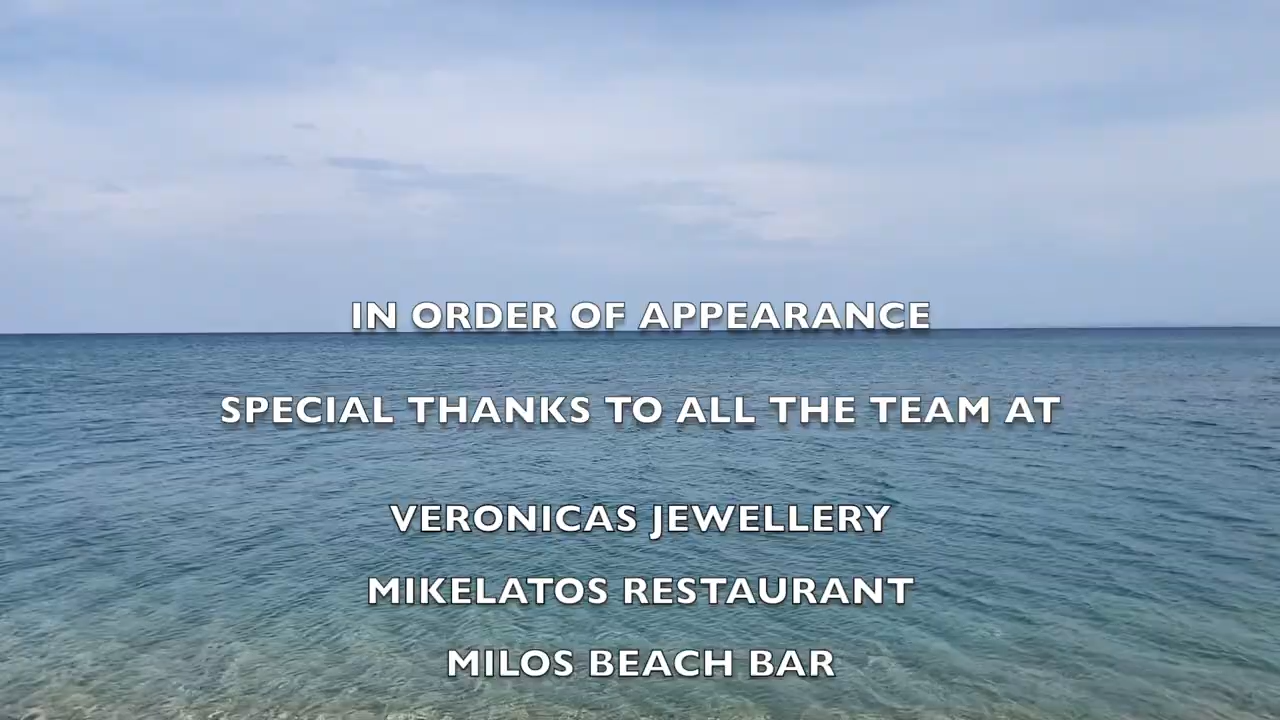 IN ORDER OF APPEARANCE
SPECIAL THANKS TO ALL THE TEAM AT
VERONICAS JEWELLERY
MIKELATOS RESTAURANT
MILOS BEACH BAR